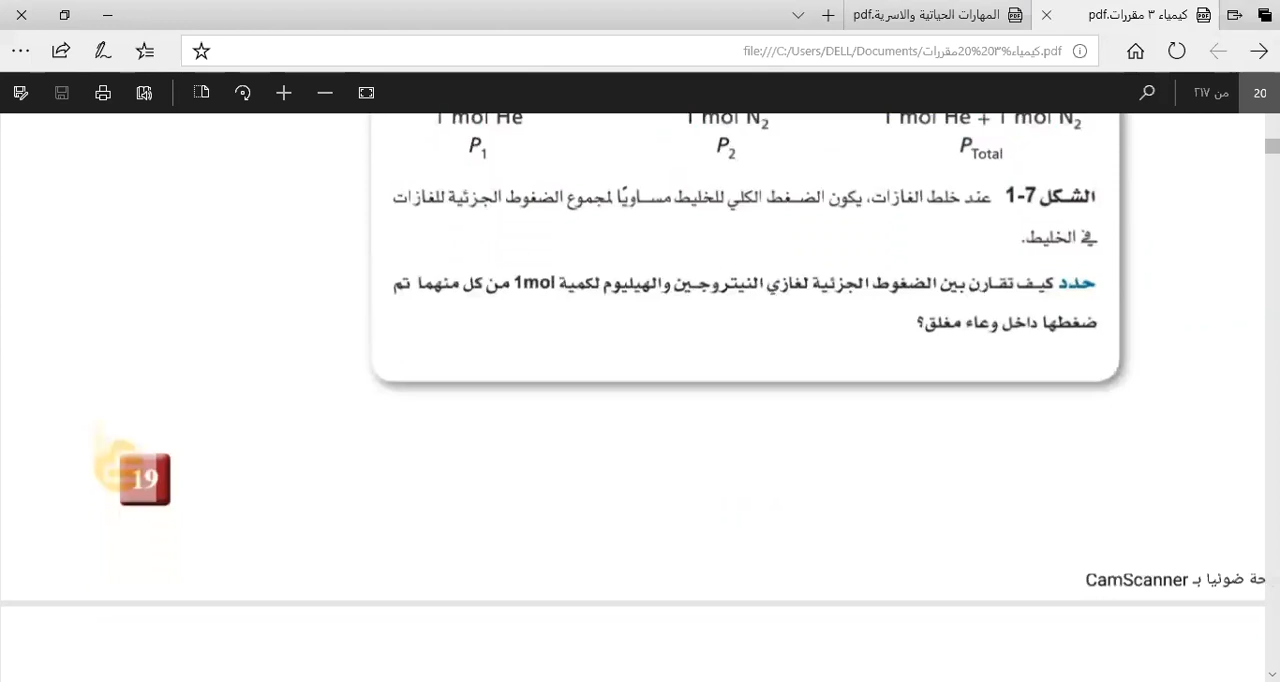 كيمياء ٣ مقررات.pdf
المهارات الحياتية والاسرية.pdf
file:///C:/Users/DELL/Documents/كيمياء%20٣%20مقررات.pdf
20
من ٢١٧
1 mol He
1 mol N2
1 mol He + 1 mol N2
P1
P2
PTotal
الشكل 7-1 عند خلط الغازات، يكون الضغط الكلي للخليط مساويًا لمجموع الضغوط الجزئية للغازات
في الخليط.
حدد كيف تقارن بين الضغوط الجزئية لغازي النيتروجين والهيليوم لكمية 1mol من كل منهما تم
ضغطها داخل وعاء مغلق؟
19
حة ضوئيا بـ CamScanner